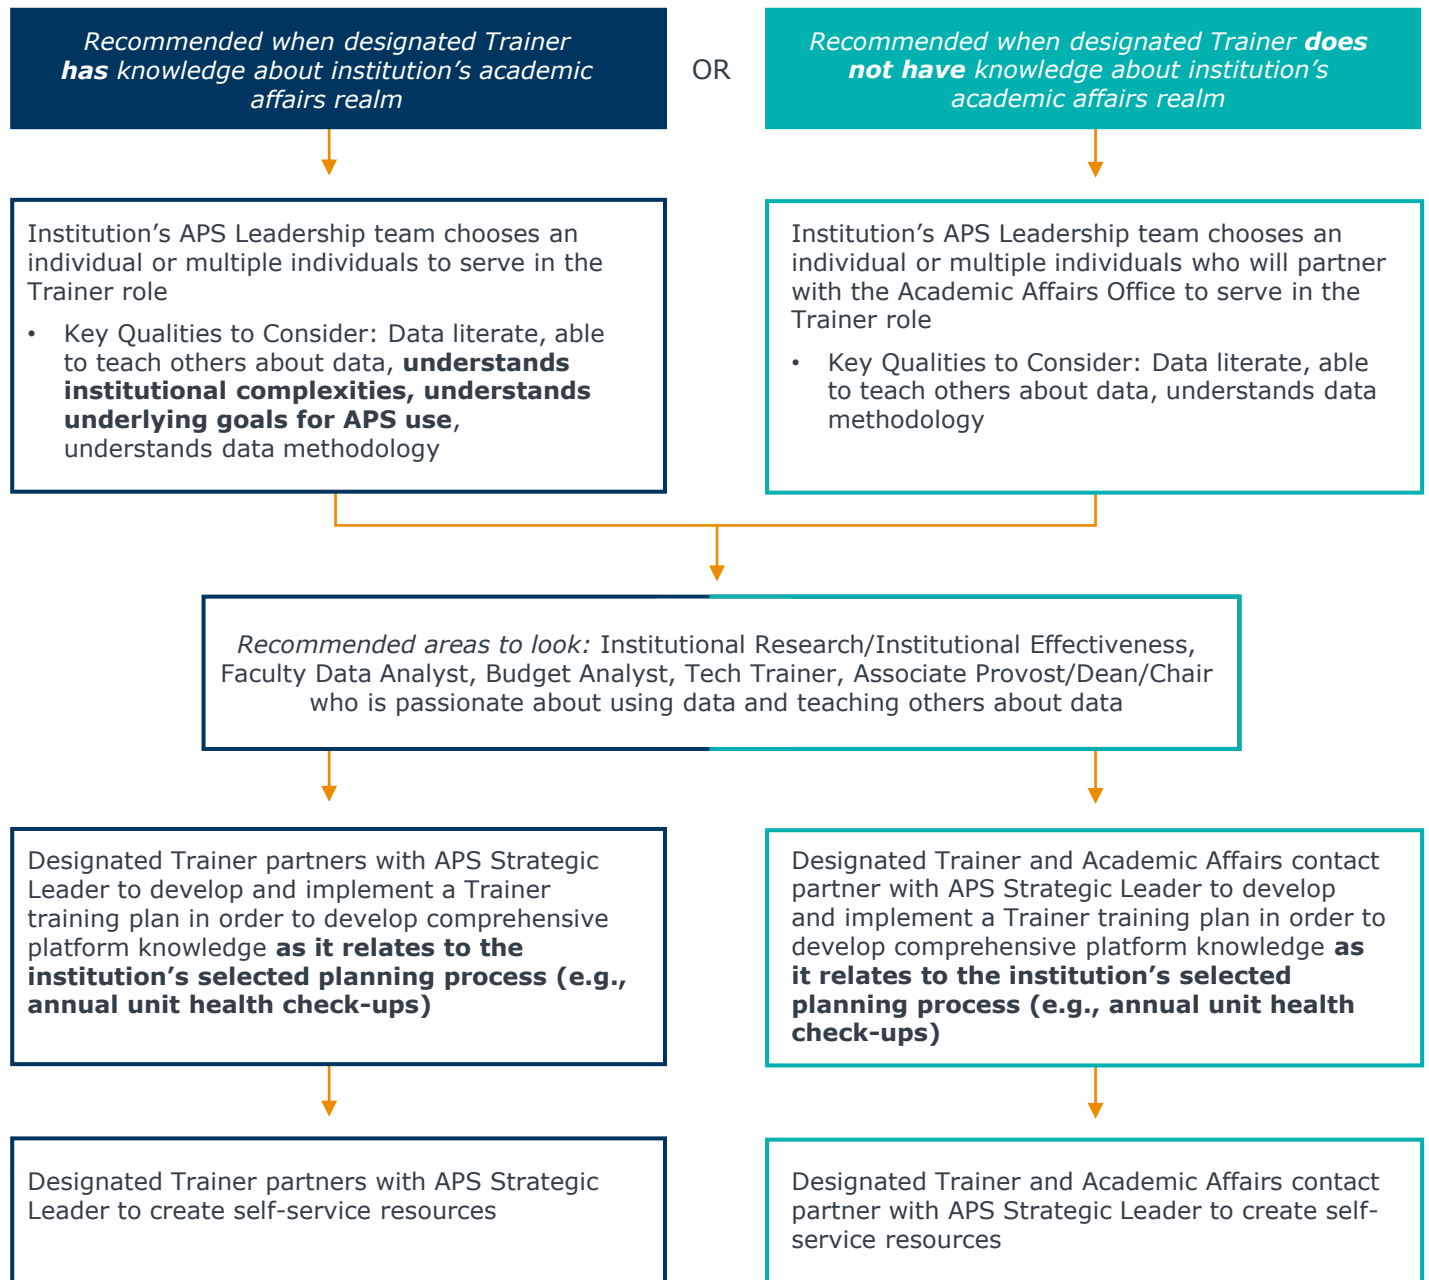 Recommended when designated Trainer
has knowledge about institution's academic
affairs realm
OR
Recommended when designated Trainer does
not have knowledge about institution's
academic affairs realm
Institution's APS Leadership team chooses an
individual or multiple individuals to serve in the
Trainer role
• Key Qualities to Consider: Data literate, able
to teach others about data, understands
institutional complexities, understands
underlying goals for APS use,
understands data methodology
Institution's APS Leadership team chooses an
individual or multiple individuals who will partner
with the Academic Affairs Office to serve in the
Trainer role
• Key Qualities to Consider: Data literate, able
to teach others about data, understands data
methodology
Recommended areas to look: Institutional Research/Institutional Effectiveness,
Faculty Data Analyst, Budget Analyst, Tech Trainer, Associate Provost/Dean/Chair
who is passionate about using data and teaching others about data
Designated Trainer partners with APS Strategic
Leader to develop and implement a Trainer
training plan in order to develop comprehensive
platform knowledge as it relates to the
institution's selected planning process (e.g.,
annual unit health check-ups)
Designated Trainer and Academic Affairs contact
partner with APS Strategic Leader to develop
and implement a Trainer training plan in order to
develop comprehensive platform knowledge as
it relates to the institution's selected
planning process (e.g., annual unit health
check-ups)
Designated Trainer partners with APS Strategic
Leader to create self-service resources
Designated Trainer and Academic Affairs contact
partner with APS Strategic Leader to create self-
service resources